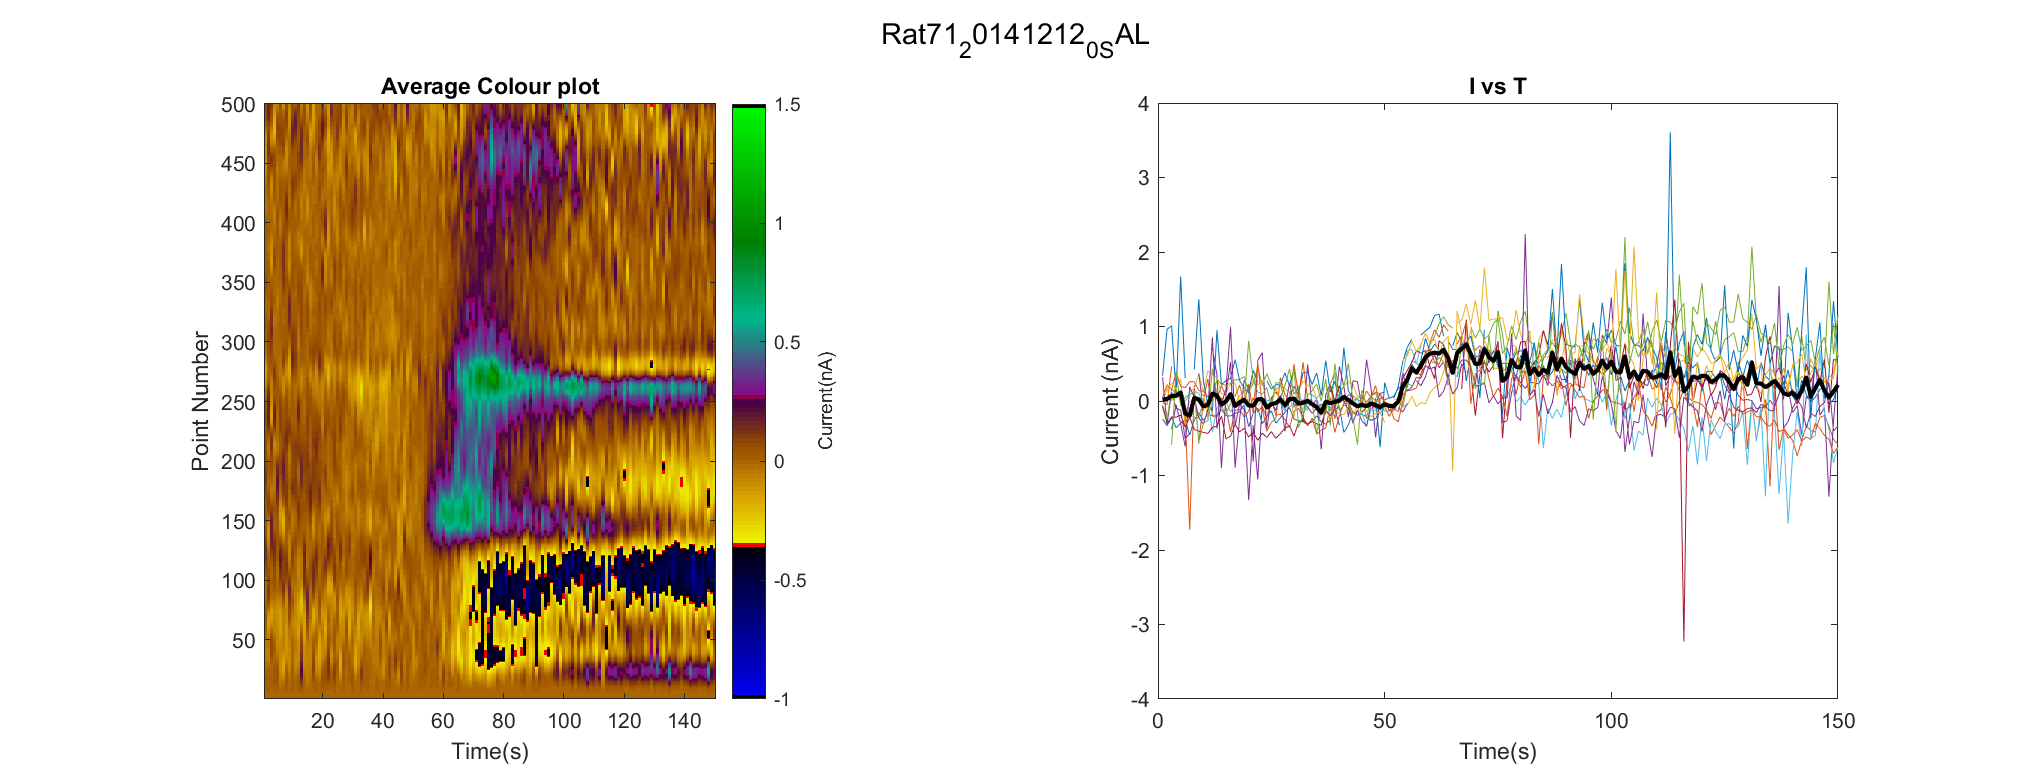 Rat71_20141212_0SAL
Average Colour plot
500
450
400
350
300
250
200
150
100
50
Point Number
20 40 60 80 100 120 140
Time(s)
1.5
1
0.5
0
-0.5
-1
Current(nA)
I vs T
4
3
2
1
0
-1
-2
-3
-4
Current (nA)
0 50 100 150
Time(s)